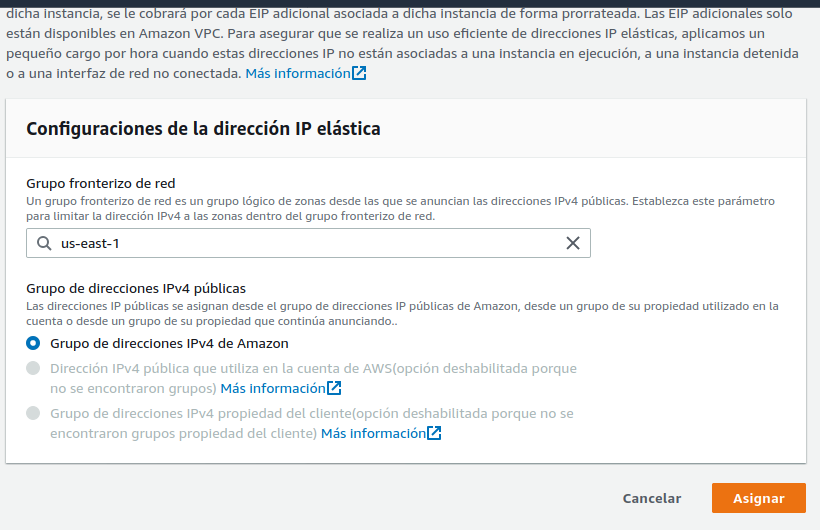 dicha instancia, se le cobrará por cada EIP adicional asociada a dicha instancia de forma prorrateada. Las EIP adicionales solo
están disponibles en Amazon VPC. Para asegurar que se realiza un uso eficiente de direcciones IP elásticas, aplicamos un
pequeño cargo por hora cuando estas direcciones IP no están asociadas a una instancia en ejecución, a una instancia detenida
o a una interfaz de red no conectada. Más información
Configuraciones de la dirección IP elástica
Grupo fronterizo de red
Un grupo fronterizo de red es un grupo lógico de zonas desde las que se anuncian las direcciones IPv4 públicas. Establezca este parámetro
para limitar la dirección IPv4 a las zonas dentro del grupo fronterizo de red.
us-east-1
Grupo de direcciones IPv4 públicas
Las direcciones IP públicas se asignan desde el grupo de direcciones IP públicas de Amazon, desde un grupo de su propiedad utilizado en la
cuenta o desde un grupo de su propiedad que continúa anunciando..
Grupo de direcciones IPv4 de Amazon
Dirección IPv4 pública que utiliza en la cuenta de AWS(opción deshabilitada porque
no se encontraron grupos) Más información
Grupo de direcciones IPv4 propiedad del cliente(opción deshabilitada porque no se
encontraron grupos propiedad del cliente) Más información
Cancelar
Asignar